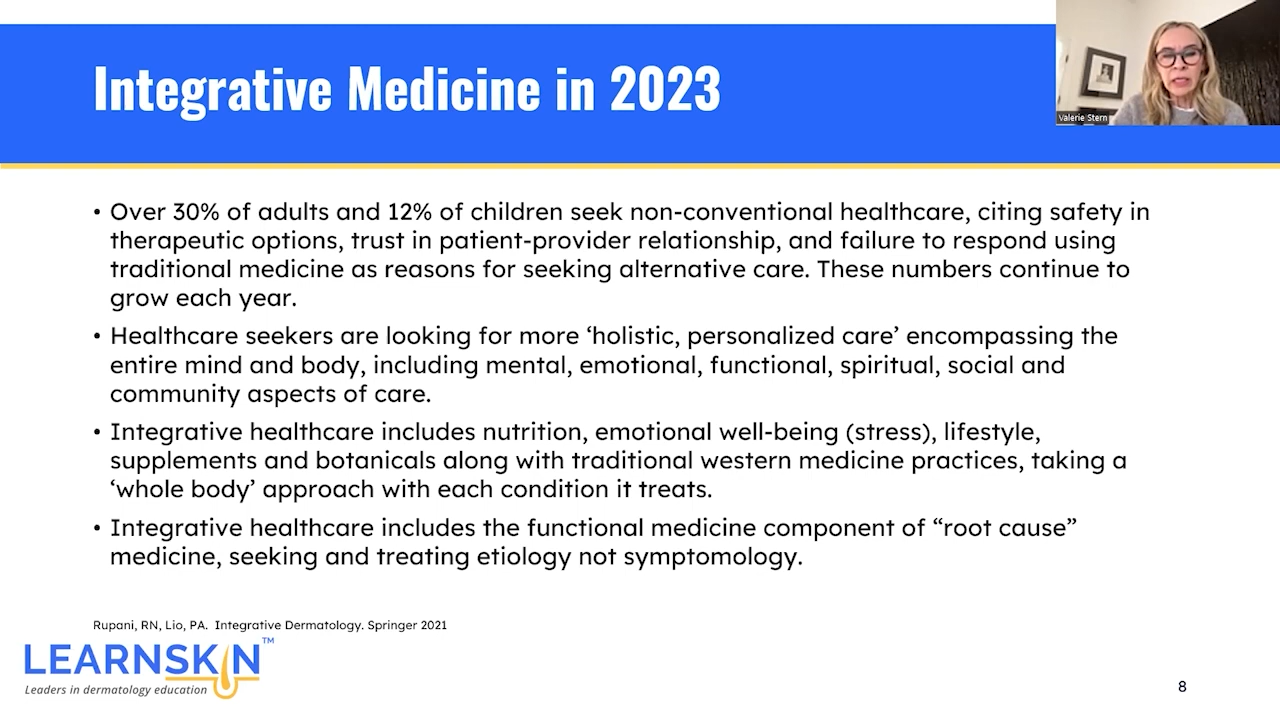 Integrative Medicine in 2023
Valerie Stern
• Over 30% of adults and 12% of children seek non-conventional healthcare, citing safety in
therapeutic options, trust in patient-provider relationship, and failure to respond using
traditional medicine as reasons for seeking alternative care. These numbers continue to
grow each year.
• Healthcare seekers are looking for more ‘holistic, personalized care’ encompassing the
entire mind and body, including mental, emotional, functional, spiritual, social and
community aspects of care.
• Integrative healthcare includes nutrition, emotional well-being (stress), lifestyle,
supplements and botanicals along with traditional western medicine practices, taking a
‘whole body’ approach with each condition it treats.
• Integrative healthcare includes the functional medicine component of “root cause”
medicine, seeking and treating etiology not symptomology.
Rupani, RN, Lio, PA. Integrative Dermatology. Springer 2021
LEARNSKIN™
Leaders in dermatology education
8